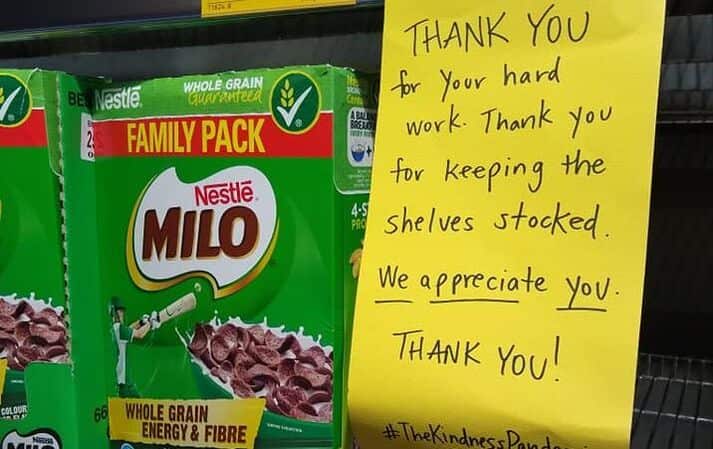 THANK YOU
for your hard
work. Thank you
for keeping the
shelves stocked.
We appreciate you.
THANK YOU!
Nestlé
WHOLE GRAIN
Guaranteed
FAMILY PACK
Nestlé
MILO
WHOLE GRAIN
ENERGY & FIBRE